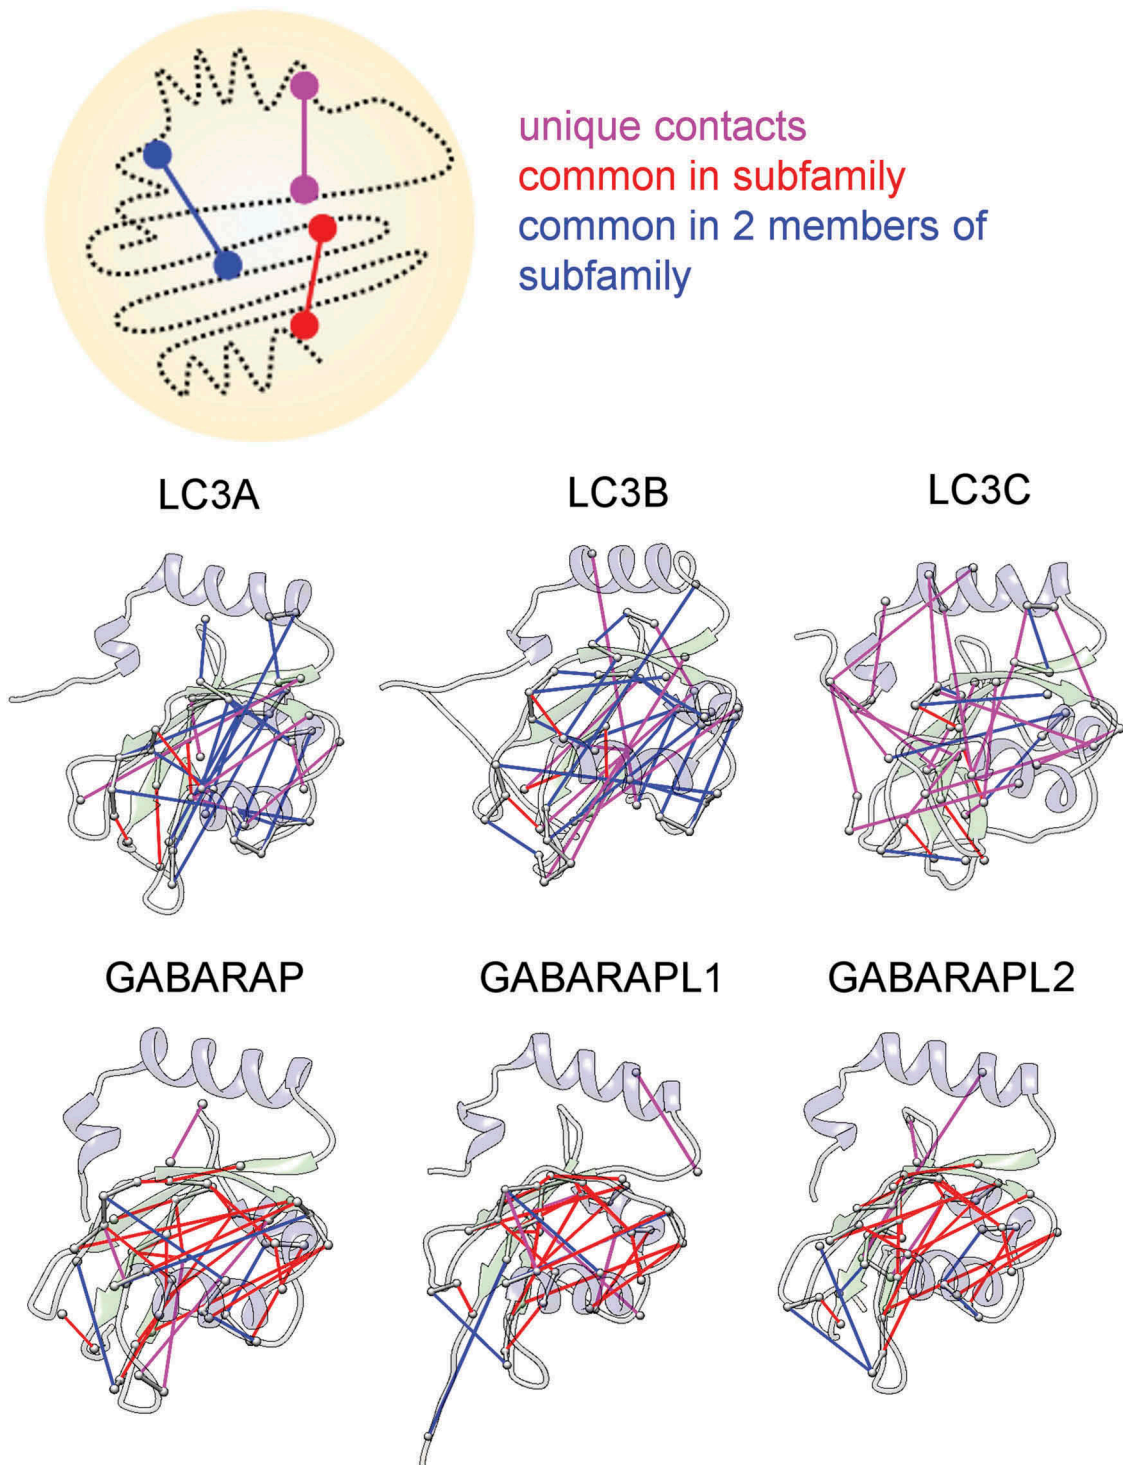 unique contacts
common in subfamily
common in 2 members of
subfamily
LC3A
LC3B
LC3C
GABARAP
GABARAPL1
GABARAPL2